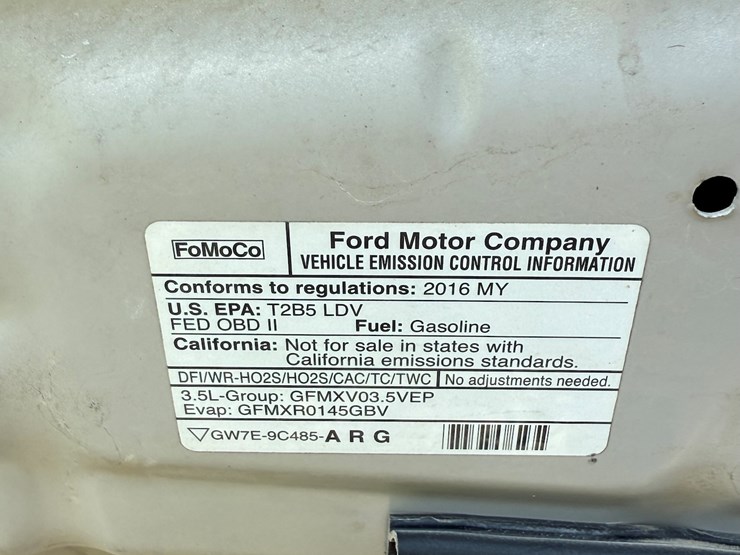 FoMoCo
Ford Motor Company
VEHICLE EMISSION CONTROL INFORMATION
Conforms to regulations: 2016 MY
U.S. EPA: T2B5 LDV
FED OBD II Fuel: Gasoline
California: Not for sale in states with
California emissions standards.
DFI/WR-HO2S/HO2S/CAC/TC/TWC No adjustments needed.
3.5L-Group: GFMXV03.5VEP
Evap: GFMXR0145GBV
▽GW7E-9C485-A R G